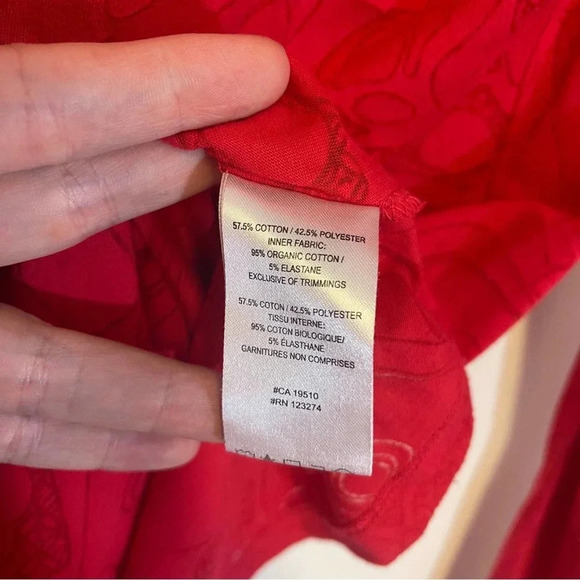 57.5% COTTON / 42.5% POLYESTER
INNER FABRIC:
95% ORGANIC COTTON /
5% ELASTANE
EXCLUSIVE OF TRIMMINGS
57.5% COTON / 42.5% POLYESTER
TISSU INTERNE:
95% COTON BIOLOGIQUE/
5% ÉLASTHANE
GARNITURES NON COMPRISES
#CA 19510
#RN 123274